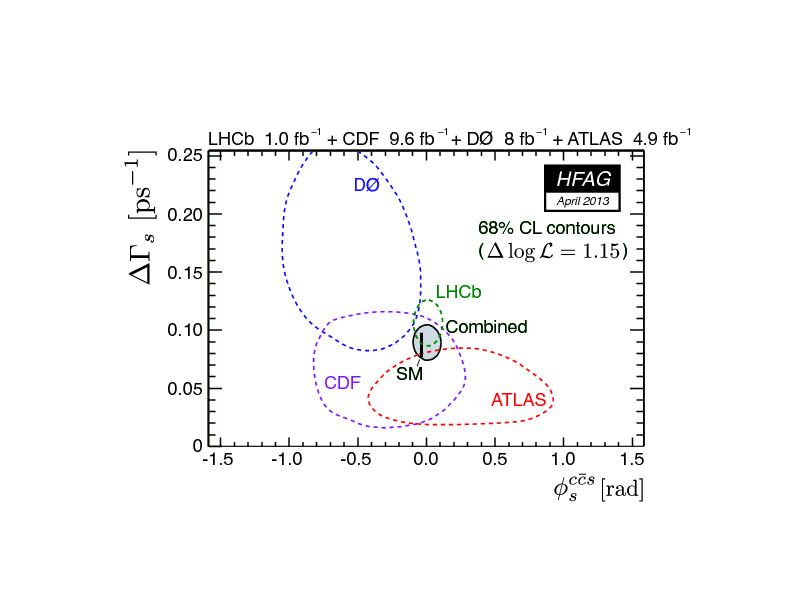 LHCb 1.0 fb⁻¹ + CDF 9.6 fb⁻¹ + DØ 8 fb⁻¹ + ATLAS 4.9 fb⁻¹
ΔΓs [ps⁻¹]
0.25
0.20
0.15
0.10
0.05
0
DØ
HFAG
April 2013
68% CL contours
(Δ log ℒ = 1.15)
LHCb
Combined
SM
CDF
ATLAS
-1.5 -1.0 -0.5 0.0 0.5 1.0 1.5
ϕₛᶜᶜ̄ˢ [rad]